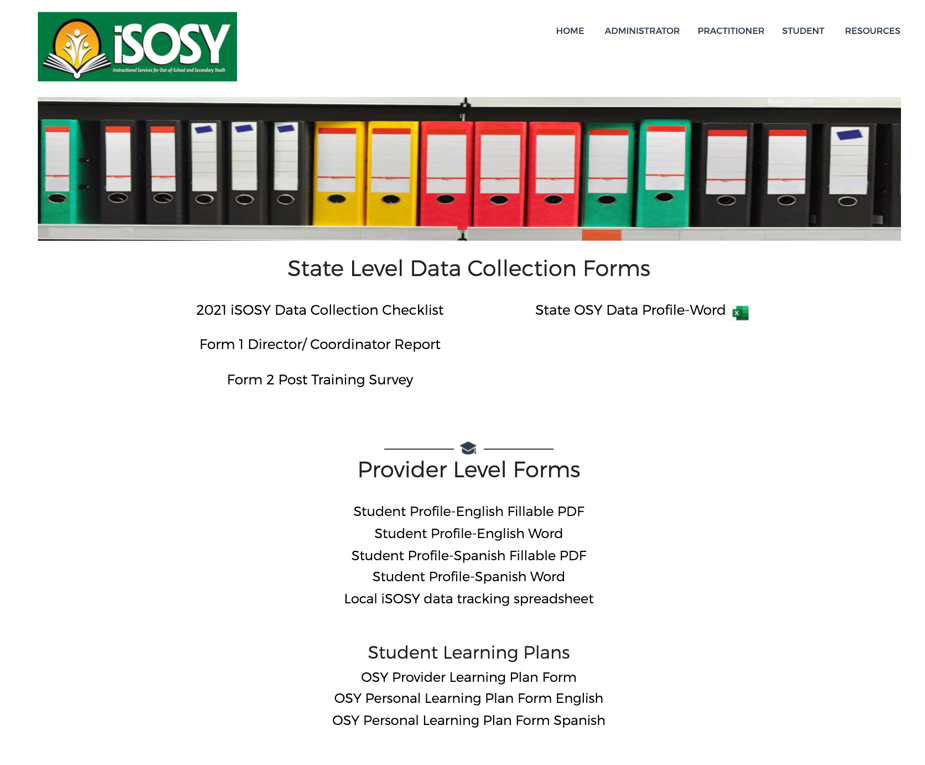 iSOSY
Instructional Services for Out-of-School and Secondary Youth
HOME
ADMINISTRATOR
PRACTITIONER
STUDENT
RESOURCES
State Level Data Collection Forms
2021 iSOSY Data Collection Checklist
State OSY Data Profile-Word
Form 1 Director/ Coordinator Report
Form 2 Post Training Survey
Provider Level Forms
Student Profile-English Fillable PDF
Student Profile-English Word
Student Profile-Spanish Fillable PDF
Student Profile-Spanish Word
Local iSOSY data tracking spreadsheet
Student Learning Plans
OSY Provider Learning Plan Form
OSY Personal Learning Plan Form English
OSY Personal Learning Plan Form Spanish